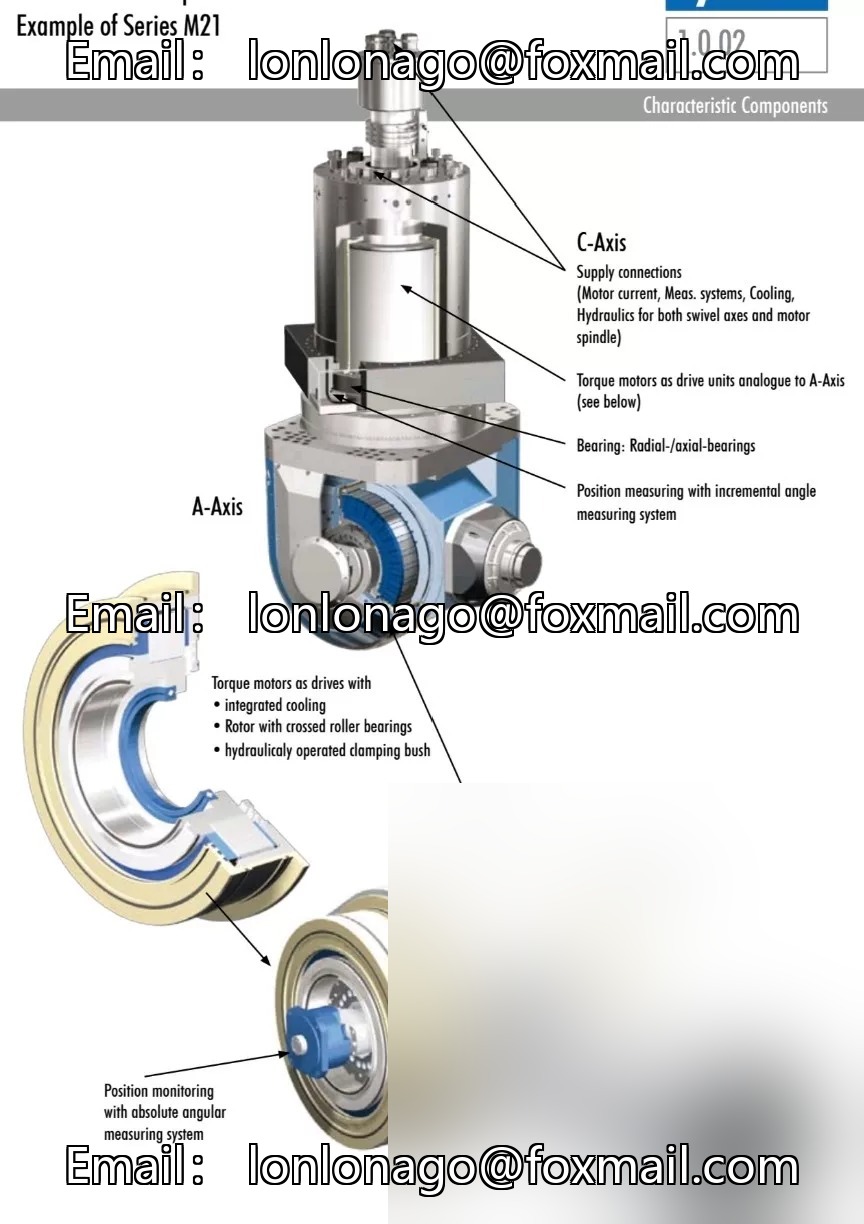 Example of Series M21
1.0.02
Email： lonlonago@foxmail.com
Characteristic Components
C-Axis
Supply connections
(Motor current, Meas. systems, Cooling,
Hydraulics for both swivel axes and motor
spindle)
Torque motors as drive units analogue to A-Axis
(see below)
Bearing: Radial-/axial-bearings
Position measuring with incremental angle
measuring system
A-Axis
Email： lonlonago@foxmail.com
Torque motors as drives with
• integrated cooling
• Rotor with crossed roller bearings
• hydraulicaly operated clamping bush
Position monitoring
with absolute angular
measuring system
Email： lonlonago@foxmail.com